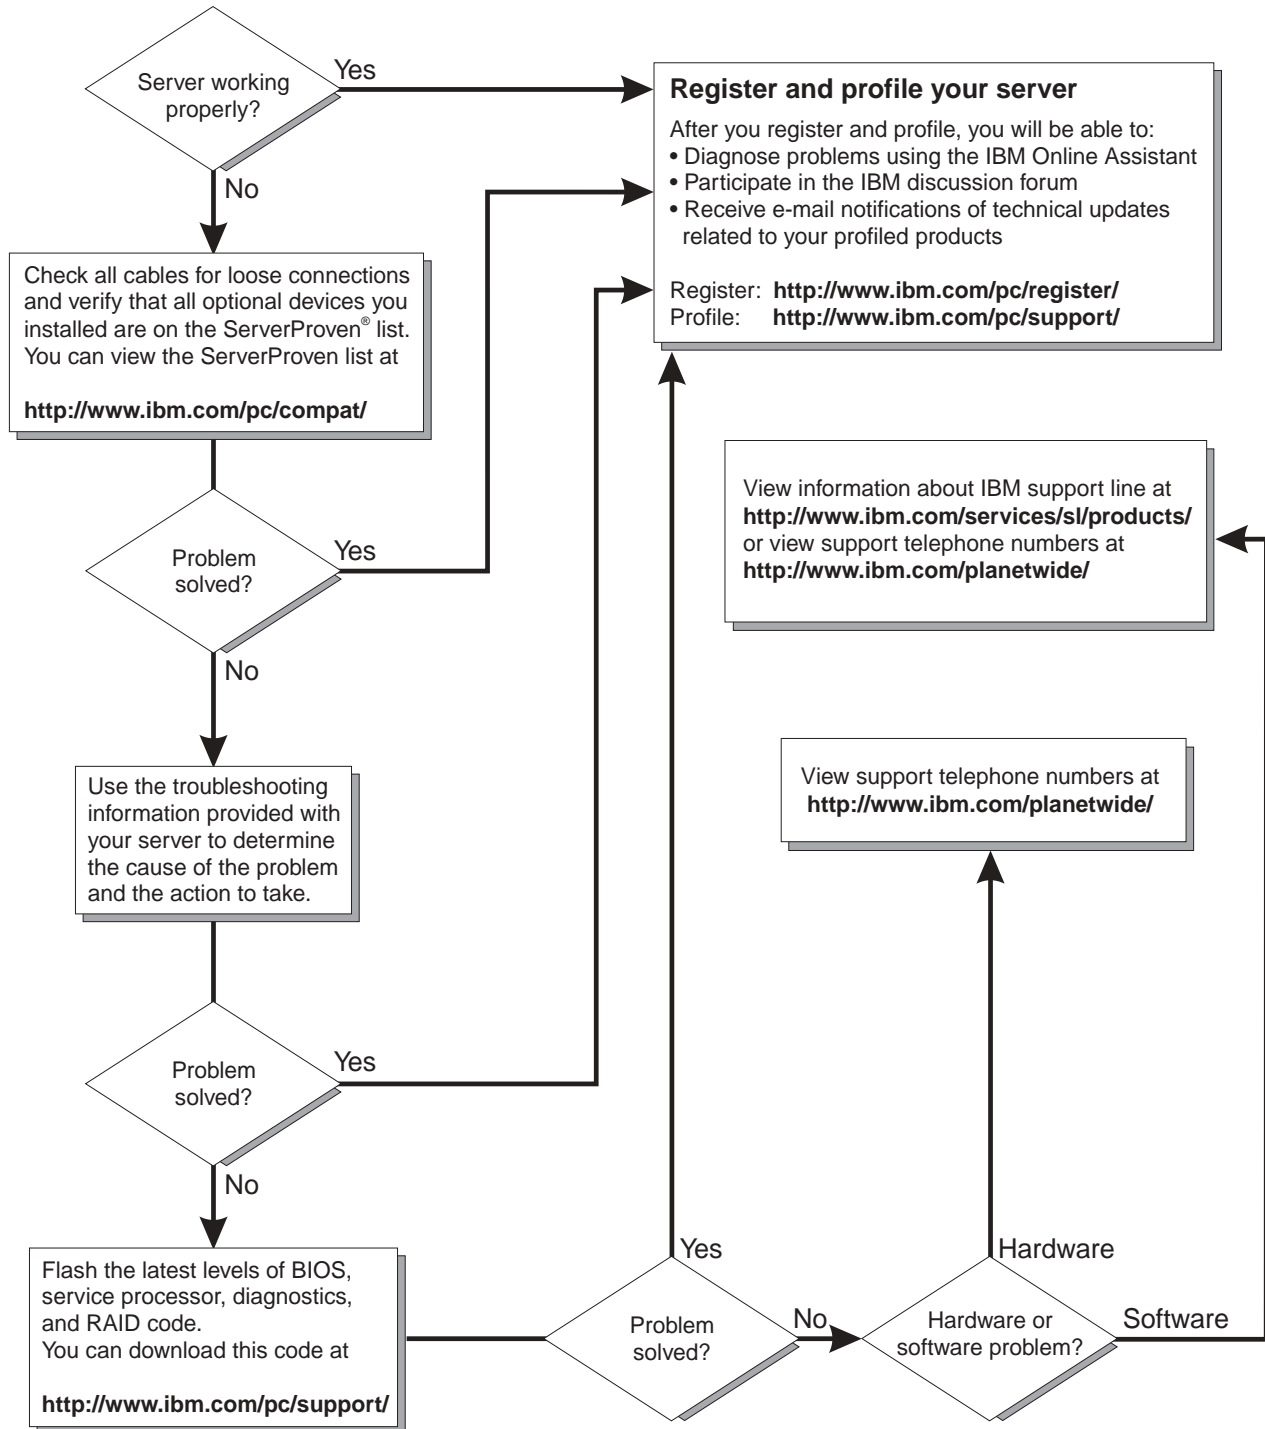 Server working
properly?
Yes
No
Register and profile your server
After you register and profile, you will be able to:
• Diagnose problems using the IBM Online Assistant
• Participate in the IBM discussion forum
• Receive e-mail notifications of technical updates
related to your profiled products
Register: http://www.ibm.com/pc/register/
Profile: http://www.ibm.com/pc/support/
Check all cables for loose connections
and verify that all optional devices you
installed are on the ServerProven® list.
You can view the ServerProven list at
http://www.ibm.com/pc/compat/
Problem
solved?
Yes
No
View information about IBM support line at
http://www.ibm.com/services/sl/products/
or view support telephone numbers at
http://www.ibm.com/planetwide/
Use the troubleshooting
information provided with
your server to determine
the cause of the problem
and the action to take.
View support telephone numbers at
http://www.ibm.com/planetwide/
Problem
solved?
Yes
No
Flash the latest levels of BIOS,
service processor, diagnostics,
and RAID code.
You can download this code at
http://www.ibm.com/pc/support/
Problem
solved?
Yes
No
Hardware or
software problem?
Hardware
Software